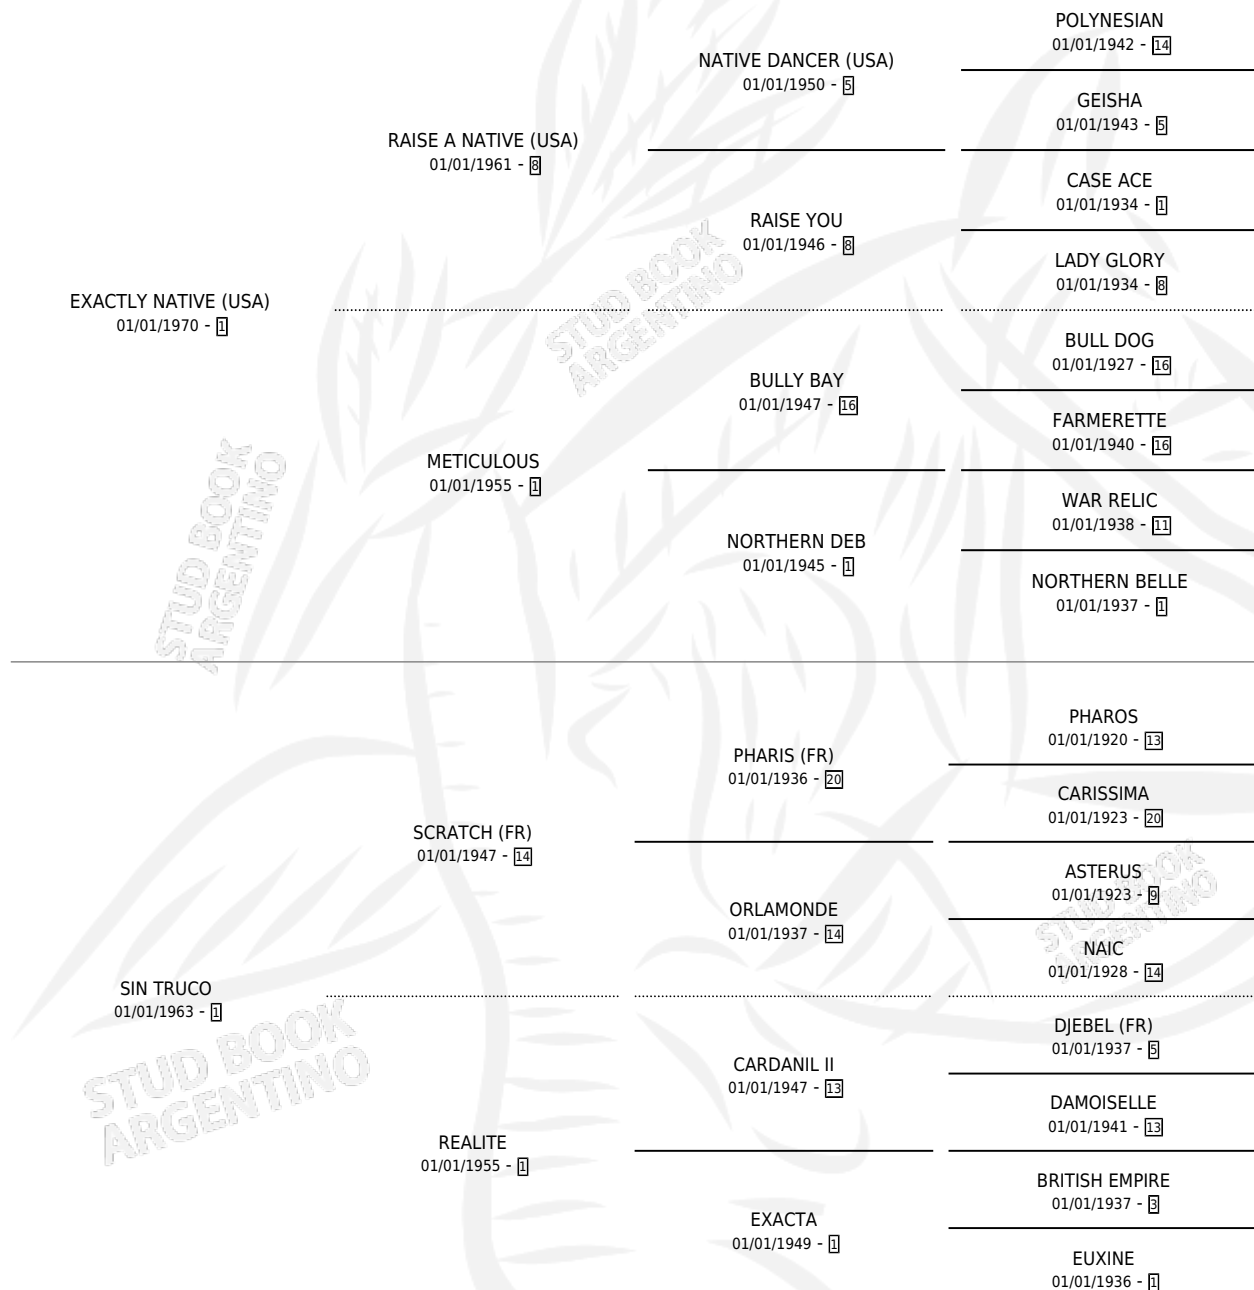 POLYNESIAN
01/01/1942 - 14
NATIVE DANCER (USA)
01/01/1950 - 5
GEISHA
01/01/1943 - 5
RAISE A NATIVE (USA)
01/01/1961 - 8
CASE ACE
01/01/1934 - 1
RAISE YOU
01/01/1946 - 8
LADY GLORY
01/01/1934 - 8
EXACTLY NATIVE (USA)
01/01/1970 - 1
STUD BOOK
ARGENTINO
BULL DOG
01/01/1927 - 16
BULLY BAY
01/01/1947 - 16
FARMERETTE
01/01/1940 - 16
METICULOUS
01/01/1955 - 1
STUD BOOK
ARGENTINO
WAR RELIC
01/01/1938 - 11
NORTHERN DEB
01/01/1945 - 1
NORTHERN BELLE
01/01/1937 - 1
PHAROS
01/01/1920 - 13
PHARIS (FR)
01/01/1936 - 20
CARISSIMA
01/01/1923 - 20
SCRATCH (FR)
01/01/1947 - 14
ASTERUS
01/01/1923 - 9
STUD BOOK
ARGENTINO
ORLAMONDE
01/01/1937 - 14
NAIC
01/01/1928 - 14
SIN TRUCO
01/01/1963 - 1
STUD BOOK
ARGENTINO
DJEBEL (FR)
01/01/1937 - 5
CARDANIL II
01/01/1947 - 13
DAMOISELLE
01/01/1941 - 13
REALITE
01/01/1955 - 1
BRITISH EMPIRE
01/01/1937 - 3
EXACTA
01/01/1949 - 1
EUXINE
01/01/1936 - 1